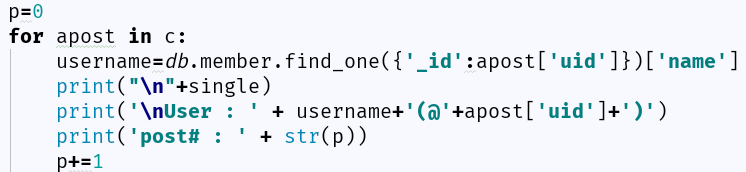 p=0
for apost in c:
    username=db.member.find_one({'_id':apost['uid']})['name']
    print("\n"+single)
    print('\nUser : ' + username+'(@'+apost['uid']+')')
    print('post# : ' + str(p))
    p+=1